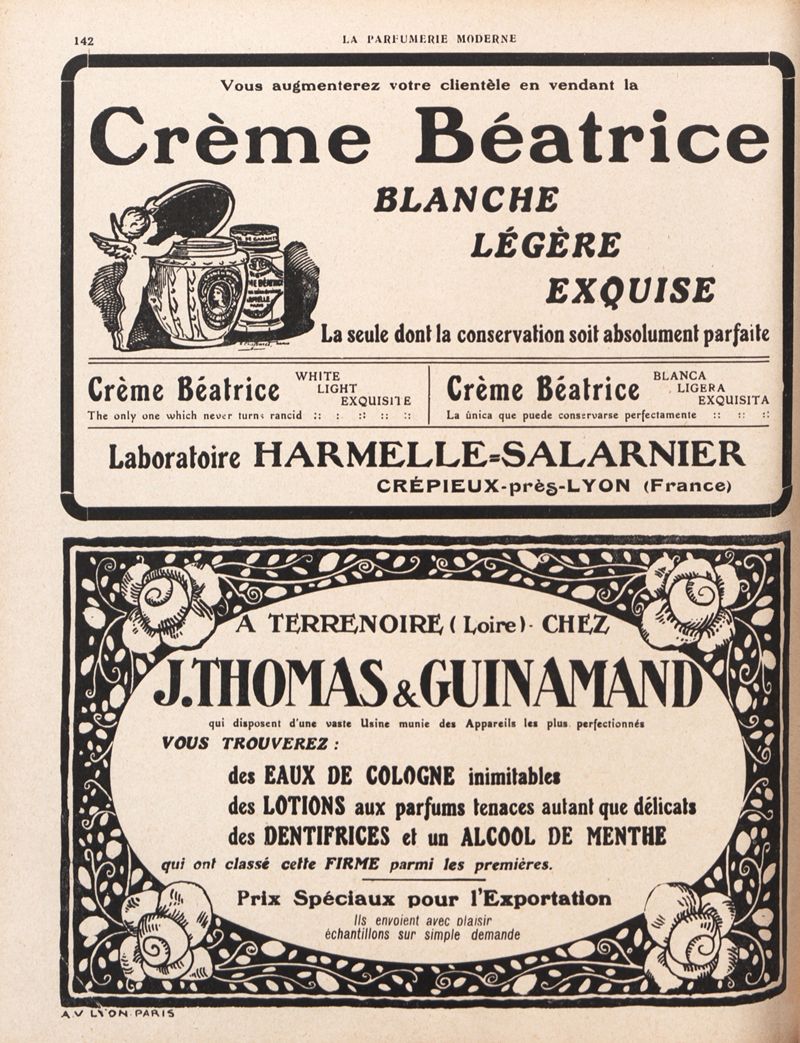 142
LA PARFUMERIE MODERNE
Vous augmenterez votre clientèle en vendant la
Crème Béatrice
BLANCHE
LÉGÈRE
EXQUISE
La seule dont la conservation soit absolument parfaite
Crème Béatrice
WHITE
LIGHT
EXQUISITE
The only one which never turns rancid :: : :: :: ::
Crème Béatrice
BLANCA
LIGERA
EXQUISITA
La ûnica que puede conservarse perfectamente :: :: ::
Laboratoire HARMELLE=SALARNIER
CRÉPIEUX-près-LYON (France)
A TERRENOIRE (Loire)- CHEZ
J.THOMAS & GUINAMAND
qui disposent d'une vaste Usine munie des Appareils les plus perfectionnés
VOUS TROUVEREZ :
des EAUX DE COLOGNE inimitables
des LOTIONS aux parfums tenaces autant que délicats
des DENTIFRICES et un ALCOOL DE MENTHE
qui ont classé cette FIRME parmi les premières.
Prix Spéciaux pour l'Exportation
Ils envoient avec plaisir
échantillons sur simple demande
A.V LYON-PARIS